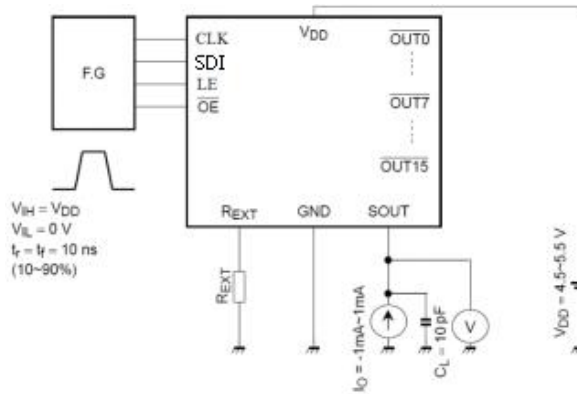 F.G
CLK
SDI
LE
OE
VDD
OUT0
OUT7
OUT15
REXT
GND
SOUT
VIH = VDD
VIL = 0 V
tr = tf = 10 ns
(10~90%)
REXT
IO = -1mA~1mA
CL = 10 pF
V
VDD = 4.5~5.5 V